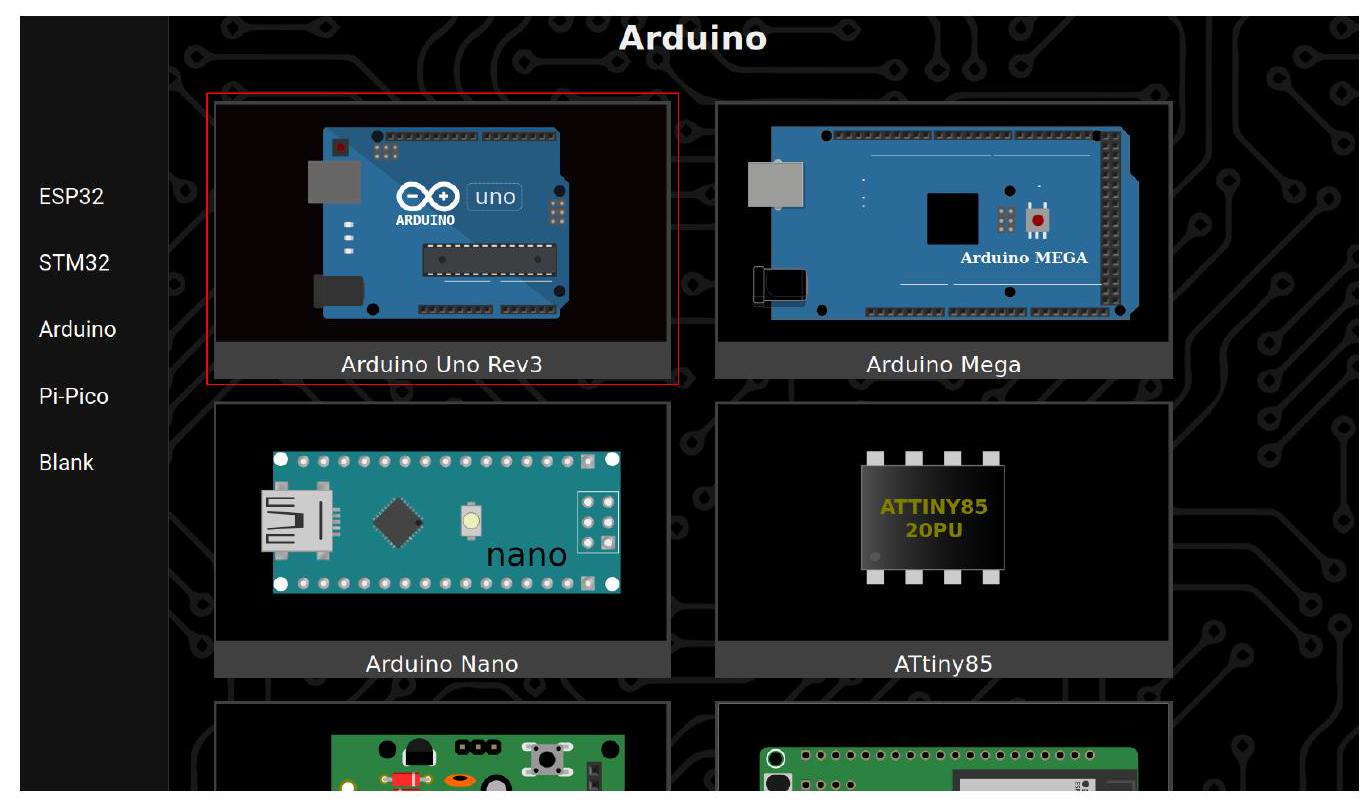 Arduino
ESP32
STM32
Arduino
Pi-Pico
Blank
ARDUINO
uno
Arduino Uno Rev3
Arduino MEGA
Arduino Mega
nano
Arduino Nano
ATTINY85
20PU
ATtiny85